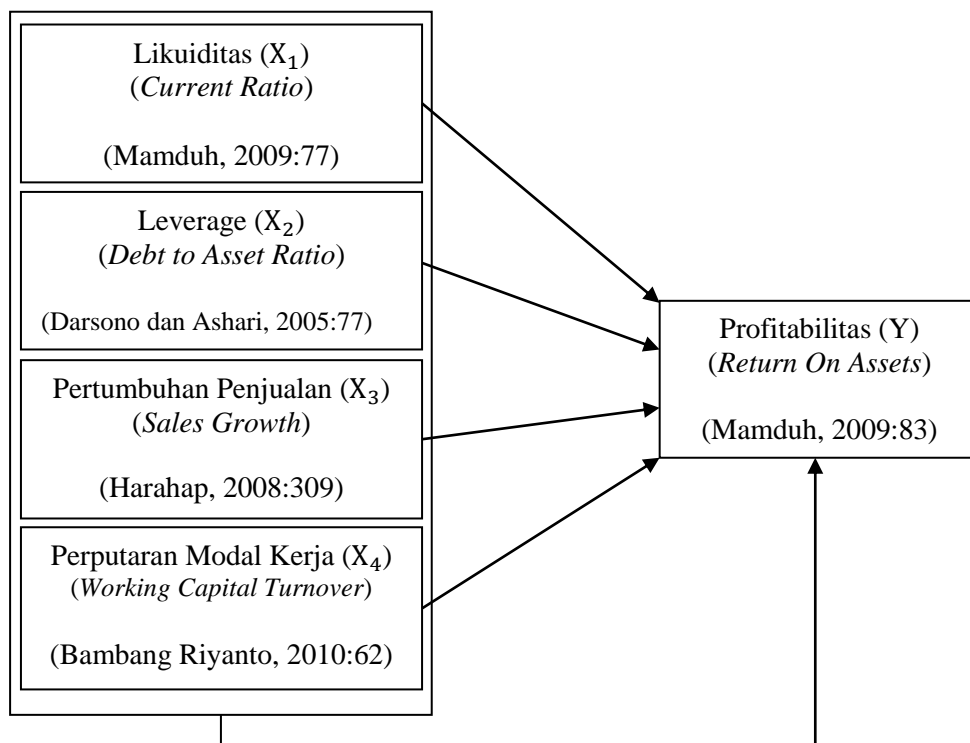 Likuiditas (X₁)
(Current Ratio)
(Mamduh, 2009:77)
Leverage (X₂)
(Debt to Asset Ratio)
(Darsono dan Ashari, 2005:77)
Pertumbuhan Penjualan (X₃)
(Sales Growth)
(Harahap, 2008:309)
Perputaran Modal Kerja (X₄)
(Working Capital Turnover)
(Bambang Riyanto, 2010:62)
Profitabilitas (Y)
(Return On Assets)
(Mamduh, 2009:83)